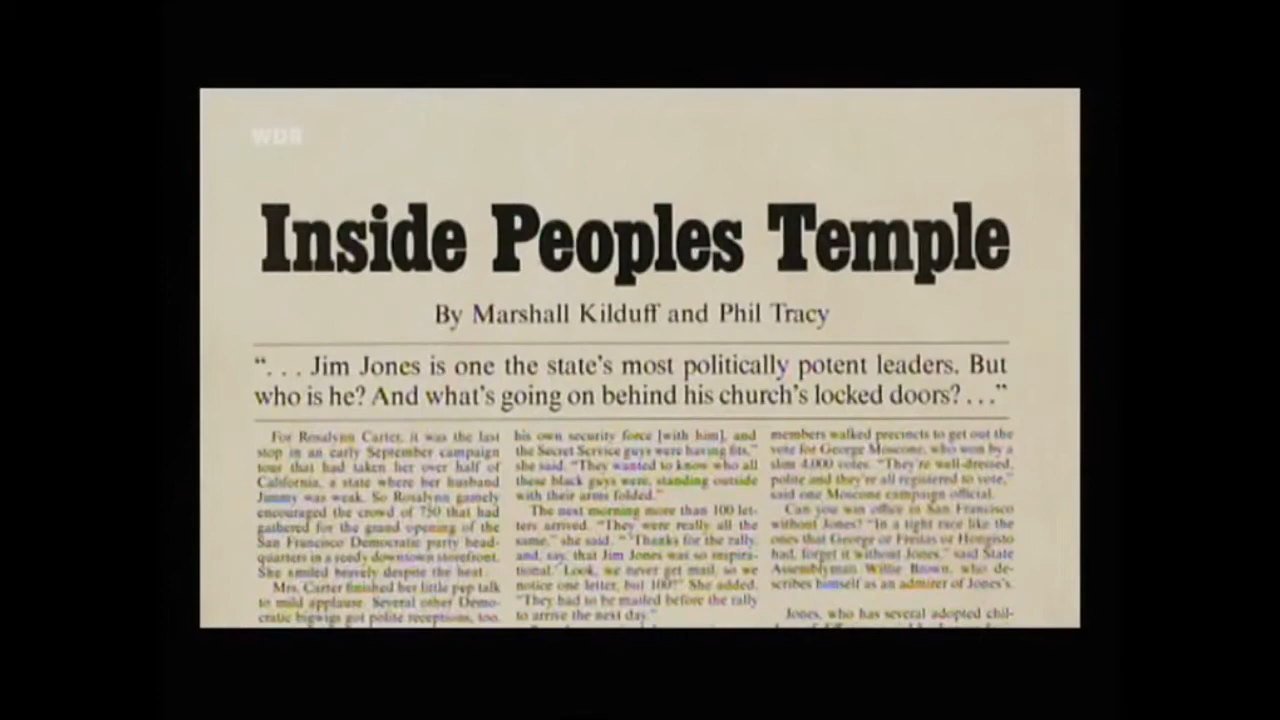 WDR
Inside Peoples Temple
By Marshall Kilduff and Phil Tracy
“. . . Jim Jones is one the state’s most politically potent leaders. But
who is he? And what’s going on behind his church’s locked doors? . . .”
For Rosalynn Carter, it was the last
stop in an early September campaign
tour that had taken her over half of
California, a state where her husband
Jimmy was weak. So Rosalynn gamely
encouraged the crowd of 750 that had
gathered for the grand opening of the
San Francisco Democratic party head-
quarters in a seedy downtown storefront.
She smiled bravely despite the heat.
Mrs. Carter finished her little pep talk
to mild applause. Several other Demo-
cratic bigwigs got polite receptions, too.
his own security force [with him], and
the Secret Service guys were having fits,”
she said. “They wanted to know who all
these black guys were, standing outside
with their arms folded.”
The next morning more than 100 let-
ters arrived. “They were really all the
same,” she said. “ ‘Thanks for the rally,
and, say, that Jim Jones was so inspira-
tional.’ Look, we never get mail, so we
notice one letter, but 100?” She added,
“They had to be mailed before the rally
to arrive the next day.”
members walked precincts to get out the
vote for George Moscone, who won by a
slim 4,000 votes. “They’re well-dressed,
polite and they’re all registered to vote,”
said one Moscone campaign official.
Can you win office in San Francisco
without Jones? “In a tight race like the
ones that George or Freitas or Hongisto
had, forget it without Jones,” said State
Assemblyman Willie Brown, who de-
scribes himself as an admirer of Jones’s.
Jones, who has several adopted chil-